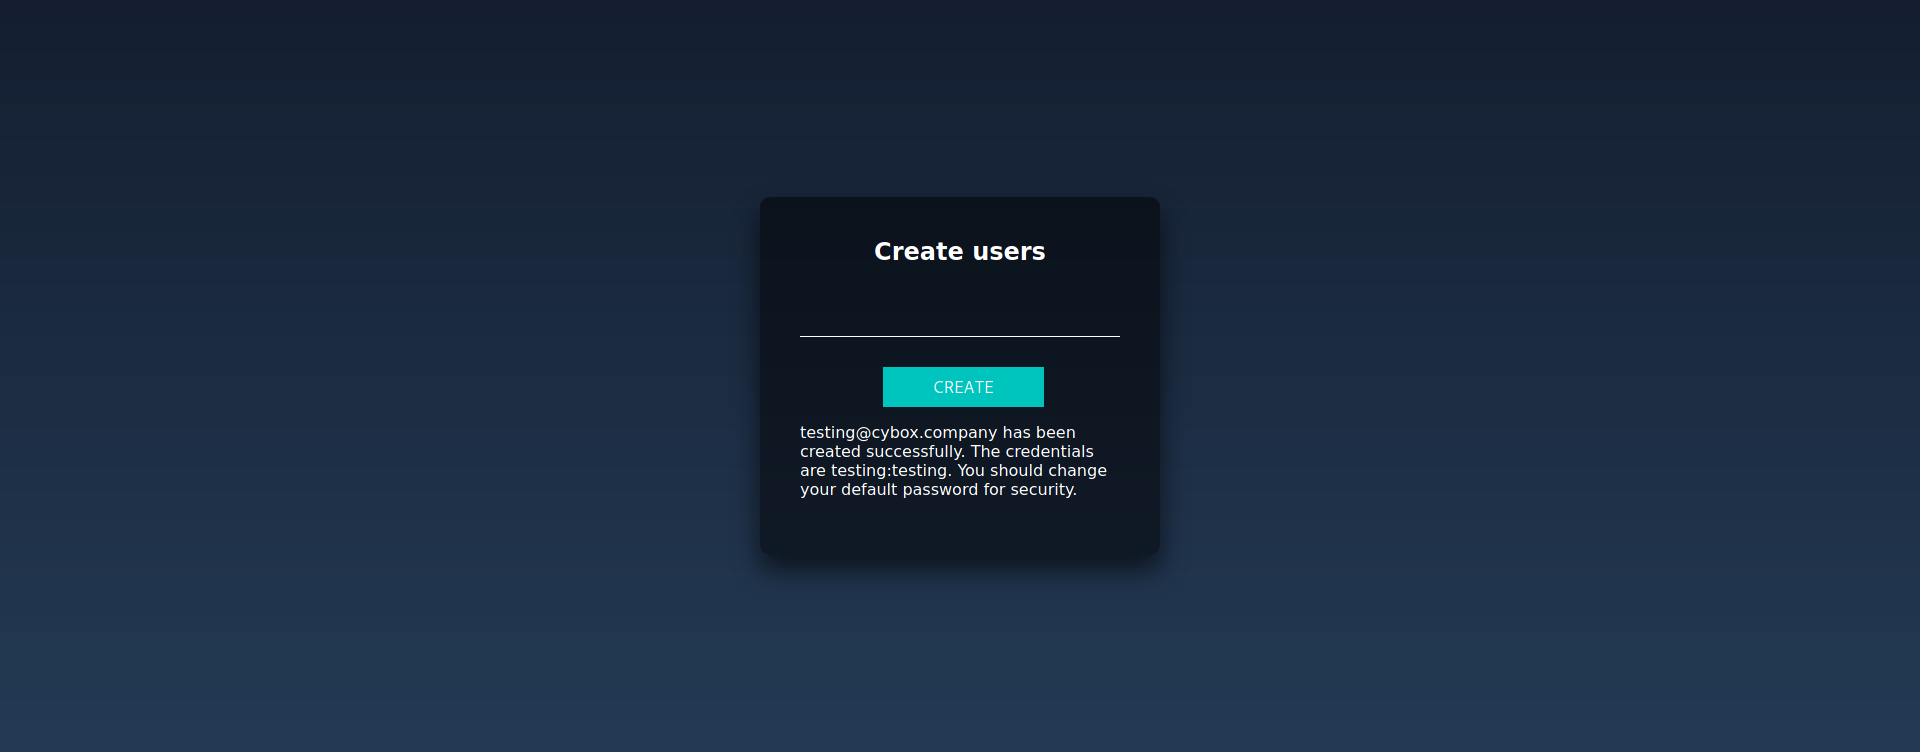 Create users
CREATE
testing@cybox.company has been
created successfully. The credentials
are testing:testing. You should change
your default password for security.